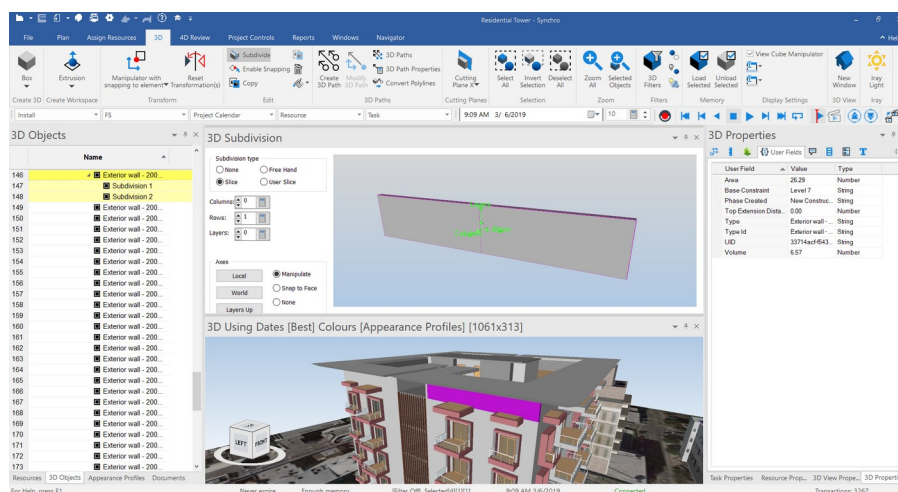 Residential Tower - Synchro
File Plan Assign Resources 3D 4D Review Project Controls Reports Windows Navigator Help
Box Extrusion Manipulator with snapping to element Reset Transformation(s)
Subdivide
Enable Snapping
Copy
Create 3D Path Modify 3D Path
3D Paths
3D Path Properties
Convert Polylines
Cutting Plane X
Select All Invert Selection Deselect All
Zoom All Selected Objects
3D Filters
Load Selected Unload Selected
View Cube Manipulator
New Window Iray Light
Create 3D Create Workspace Transform Edit 3D Paths Cutting Planes Selection Zoom Filters Memory Display Settings 3D View Iray
Install FS Project Calendar Resource Task 9:09 AM 3/ 6/2019 10
3D Objects
Name
146 Exterior wall - 200...
147 Subdivision 1
148 Subdivision 2
149 Exterior wall - 200...
150 Exterior wall - 200...
151 Exterior wall - 200...
152 Exterior wall - 200...
153 Exterior wall - 200...
154 Exterior wall - 200...
155 Exterior wall - 200...
156 Exterior wall - 200...
157 Exterior wall - 200...
158 Exterior wall - 200...
159 Exterior wall - 200...
160 Exterior wall - 200...
161 Exterior wall - 200...
162 Exterior wall - 200...
163 Exterior wall - 200...
164 Exterior wall - 200...
165 Exterior wall - 200...
166 Exterior wall - 200...
167 Exterior wall - 200...
168 Exterior wall - 200...
169 Exterior wall - 200...
170 Exterior wall - 200...
171 Exterior wall - 200...
172 Exterior wall - 200...
173 Exterior wall - 200...
Resources 3D Objects Appearance Profiles Documents
3D Subdivision
Subdivision type
None Free Hand
Slice User Slice
Columns: 0
Rows: 1
Layers: 0
Axes
Local Manipulate
World Snap to Face
Layers Up None
3D Using Dates [Best] Colours [Appearance Profiles] [1061x313]
LEFT FRONT
3D Properties
User Fields
User Field Value Type
Area 26.29 Number
Base Constraint Level 7 String
Phase Created New Construc... String
Top Extension Dista... 0.00 Number
Type Exterior wall -... String
Type Id Exterior wall -... String
UID String
Volume 6.57 Number
Task Properties Resource Prop... 3D View Prope... 3D Properti
For Help, press F1 Never expire Enough memory 9:09 AM 3/6/2019 Connected Transactions: 3267